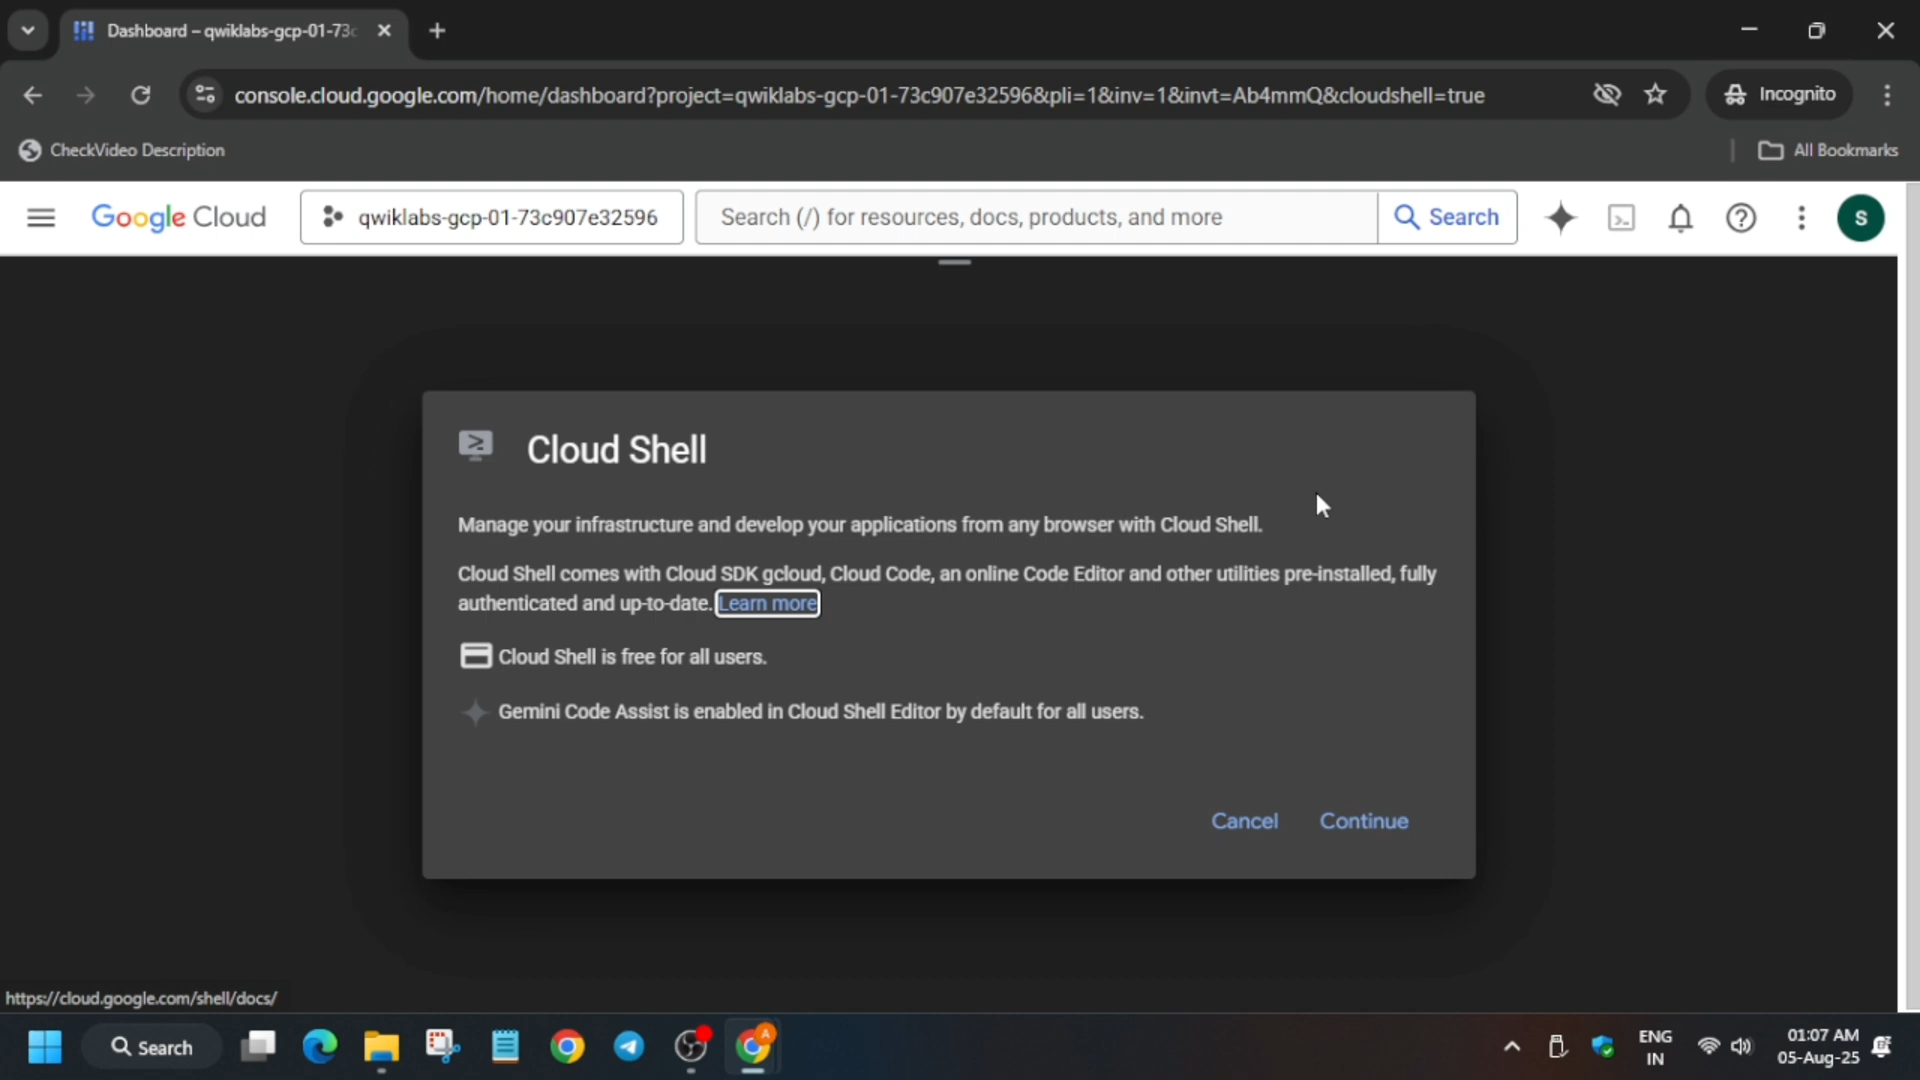 Dashboard – qwiklabs-gcp-01-73c
console.cloud.google.com/home/dashboard?project=qwiklabs-gcp-01-73c907e32596&pli=1&inv=1&invt=Ab4mmQ&cloudshell=true
Incognito
CheckVideo Description
All Bookmarks
Google Cloud
qwiklabs-gcp-01-73c907e32596
Search (/) for resources, docs, products, and more
Search
S
Cloud Shell
Manage your infrastructure and develop your applications from any browser with Cloud Shell.
Cloud Shell comes with Cloud SDK gcloud, Cloud Code, an online Code Editor and other utilities pre-installed, fully
authenticated and up-to-date. Learn more
Cloud Shell is free for all users.
Gemini Code Assist is enabled in Cloud Shell Editor by default for all users.
Cancel
Continue
https://cloud.google.com/shell/docs/
Search
A
ENG
IN
01:07 AM
05-Aug-25